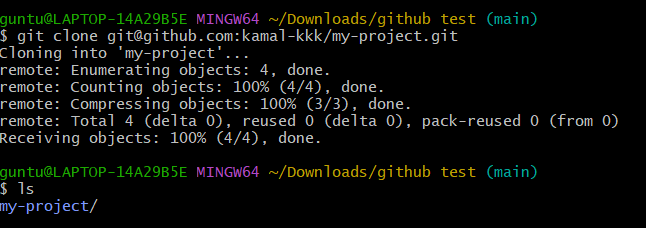 guntu@LAPTOP-14A29B5E MINGW64 ~/Downloads/github test (main)
$ git clone git@github.com:kamal-kkk/my-project.git
Cloning into 'my-project'...
remote: Enumerating objects: 4, done.
remote: Counting objects: 100% (4/4), done.
remote: Compressing objects: 100% (3/3), done.
remote: Total 4 (delta 0), reused 0 (delta 0), pack-reused 0 (from 0)
Receiving objects: 100% (4/4), done.
guntu@LAPTOP-14A29B5E MINGW64 ~/Downloads/github test (main)
$ ls
my-project/